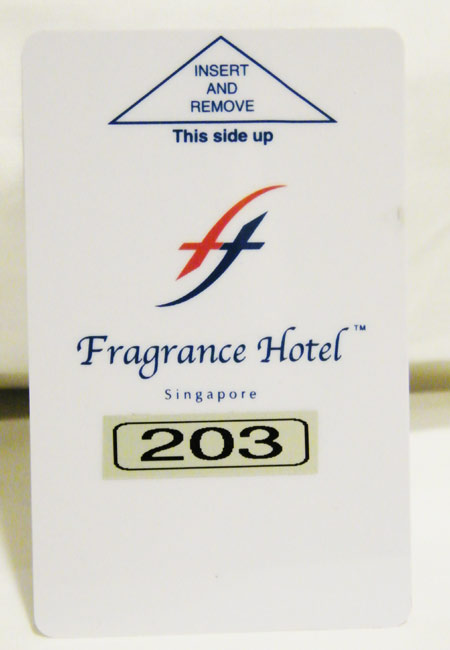 INSERT
AND
REMOVE
This side up
Fragrance Hotel™
Singapore
203